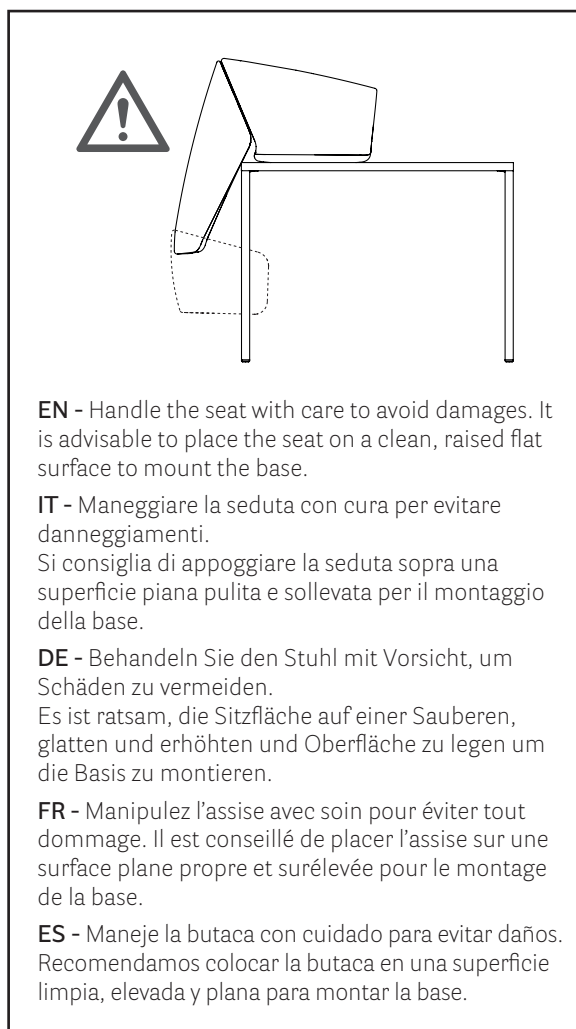 EN - Handle the seat with care to avoid damages. It
is advisable to place the seat on a clean, raised flat
surface to mount the base.
IT - Maneggiare la seduta con cura per evitare
danneggiamenti.
Si consiglia di appoggiare la seduta sopra una
superficie piana pulita e sollevata per il montaggio
della base.
DE - Behandeln Sie den Stuhl mit Vorsicht, um
Schäden zu vermeiden.
Es ist ratsam, die Sitzfläche auf einer Sauberen,
glatten und erhöhten und Oberfläche zu legen um
die Basis zu montieren.
FR - Manipulez l’assise avec soin pour éviter tout
dommage. Il est conseillé de placer l’assise sur une
surface plane propre et surélevée pour le montage
de la base.
ES - Maneje la butaca con cuidado para evitar daños.
Recomendamos colocar la butaca en una superficie
limpia, elevada y plana para montar la base.